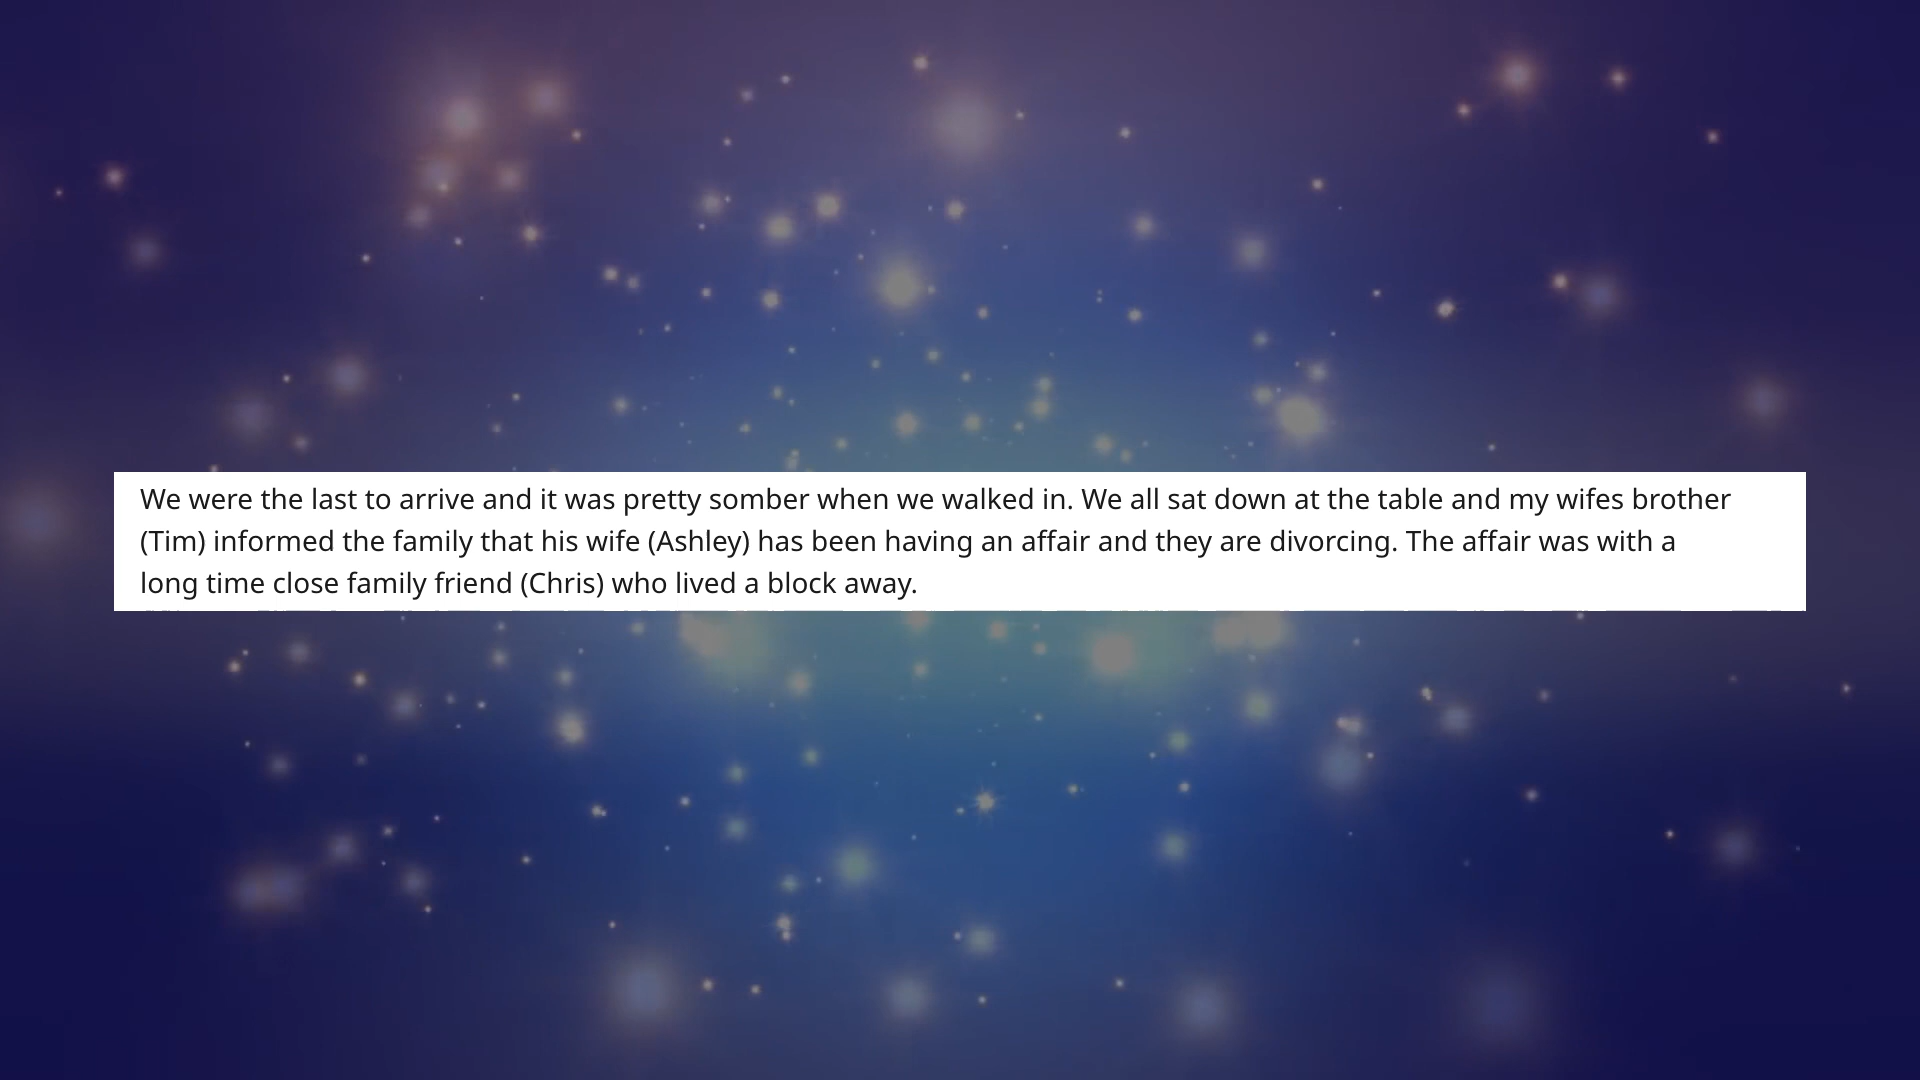 We were the last to arrive and it was pretty somber when we walked in. We all sat down at the table and my wifes brother
(Tim) informed the family that his wife (Ashley) has been having an affair and they are divorcing. The affair was with a
long time close family friend (Chris) who lived a block away.